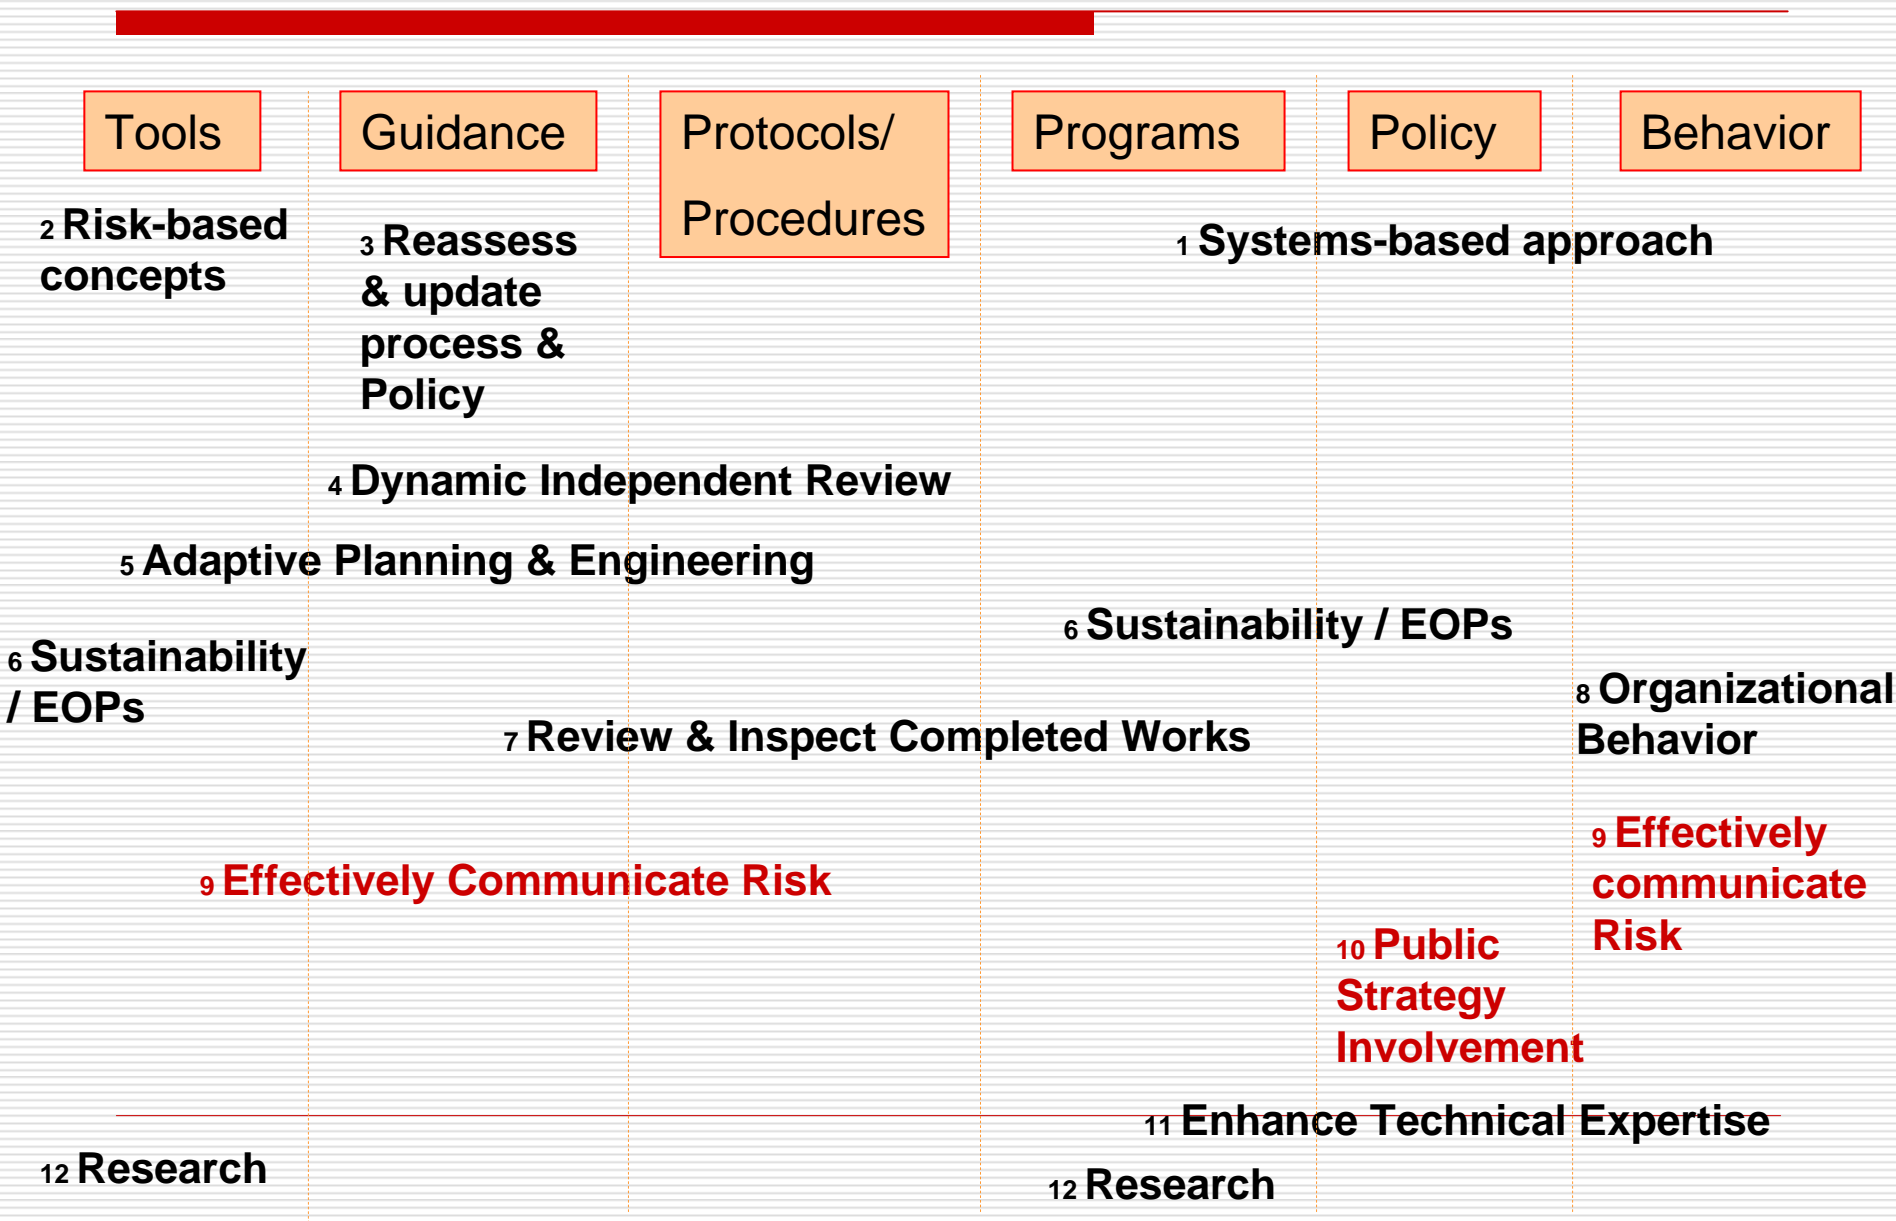 Tools
Guidance
Protocols/
Procedures
Programs
Policy
Behavior
2 Risk-based
concepts
3 Reassess
& update
process &
Policy
1 Systems-based approach
4 Dynamic Independent Review
5 Adaptive Planning & Engineering
6 Sustainability / EOPs
6 Sustainability
/ EOPs
8 Organizational
Behavior
7 Review & Inspect Completed Works
9 Effectively
communicate
Risk
9 Effectively Communicate Risk
10 Public
Strategy
Involvement
11 Enhance Technical Expertise
12 Research
12 Research